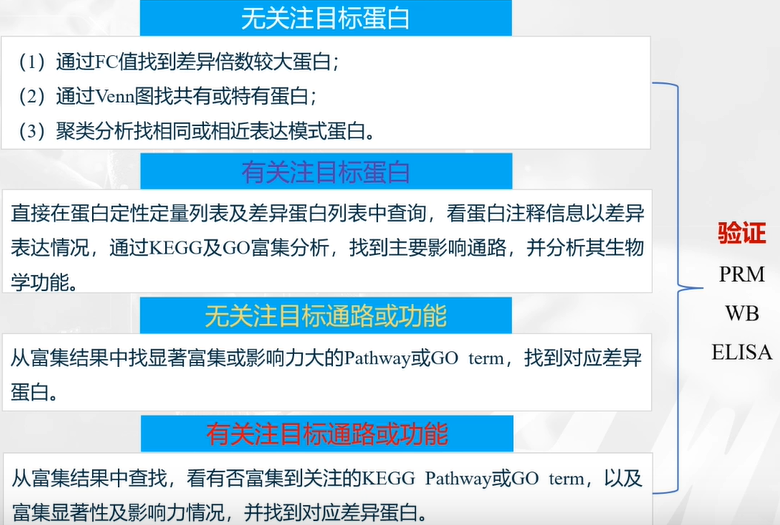 无关注目标蛋白
（1）通过FC值找到差异倍数较大蛋白；
（2）通过Venn图找共有或特有蛋白；
（3）聚类分析找相同或相近表达模式蛋白。
有关注目标蛋白
直接在蛋白定性定量列表及差异蛋白列表中查询，看蛋白注释信息以差异
表达情况，通过KEGG及GO富集分析，找到主要影响通路，并分析其生物
学功能。
无关注目标通路或功能
从富集结果中找显著富集或影响力大的Pathway或GO term，找到对应差异
蛋白。
有关注目标通路或功能
从富集结果中查找，看有否富集到关注的KEGG Pathway或GO term，以及
富集显著性及影响力情况，并找到对应差异蛋白。
验证
PRM
WB
ELISA